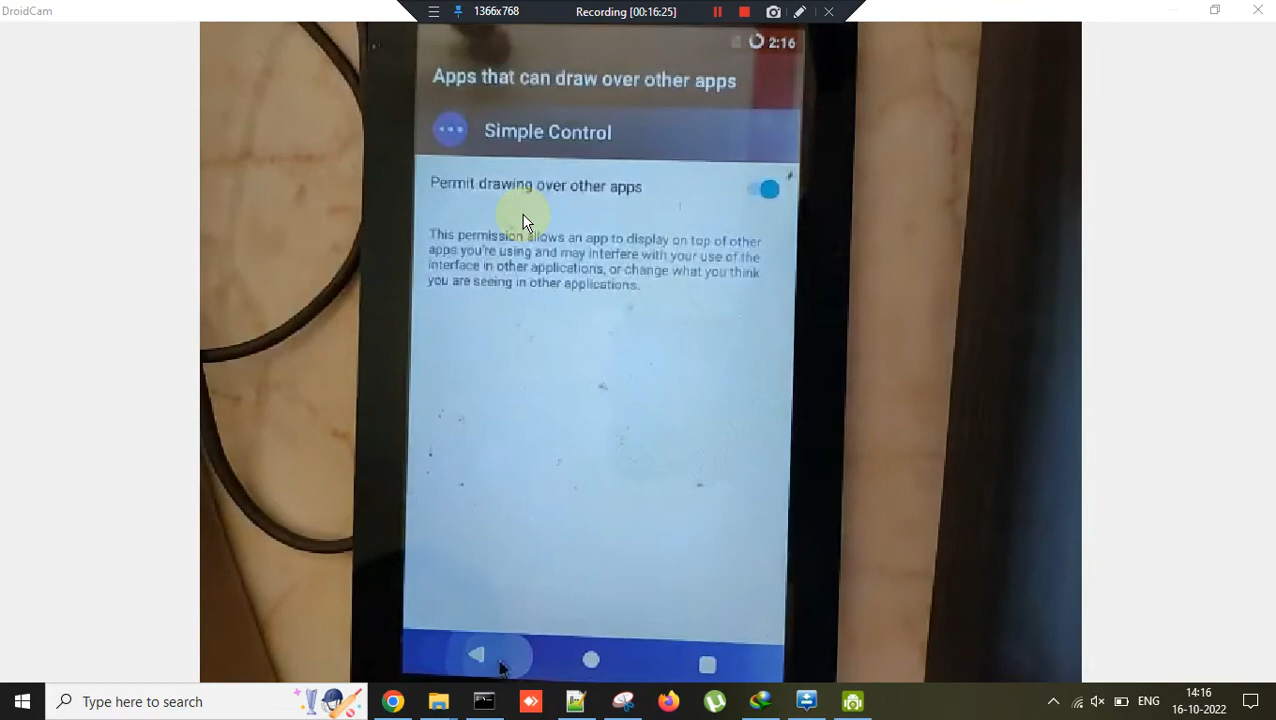 DroidCam
1366x768
Recording [00:16:25]
2:16
Apps that can draw over other apps
Simple Control
Permit drawing over other apps
This permission allows an app to display on top of other
apps you're using and may interfere with your use of the
interface in other applications, or change what you think
you are seeing in other applications.
Type here to search
ENG
14:16
16-10-2022